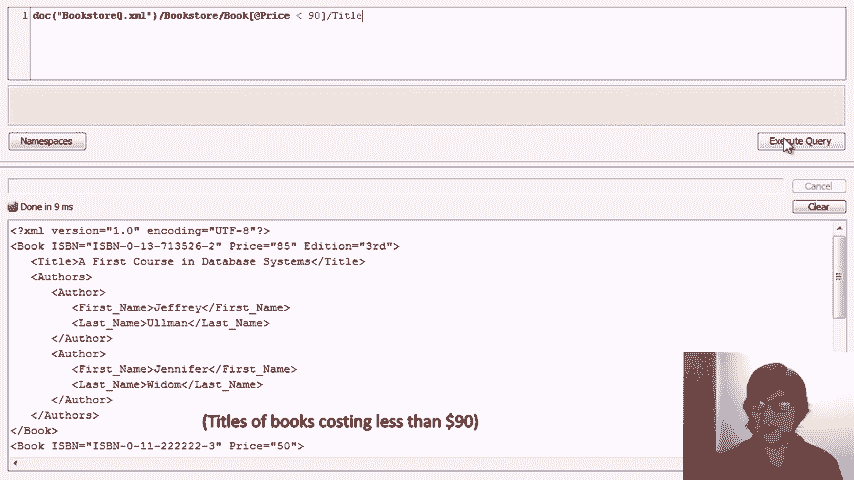 1 doc("BookstoreQ.xml")/Bookstore/Book[@Price < 90]/Title
Namespaces
Execute Query
Cancel
Done in 9 ms
Clear
<?xml version="1.0" encoding="UTF-8"?>
<Book ISBN="ISBN-0-13-713526-2" Price="85" Edition="3rd">
<Title>A First Course in Database Systems</Title>
<Authors>
<Author>
<First_Name>Jeffrey</First_Name>
<Last_Name>Ullman</Last_Name>
</Author>
<Author>
<First_Name>Jennifer</First_Name>
<Last_Name>Widom</Last_Name>
</Author>
</Authors>
(Titles of books costing less than $90)
</Book>
<Book ISBN="ISBN-0-11-222222-3" Price="50">